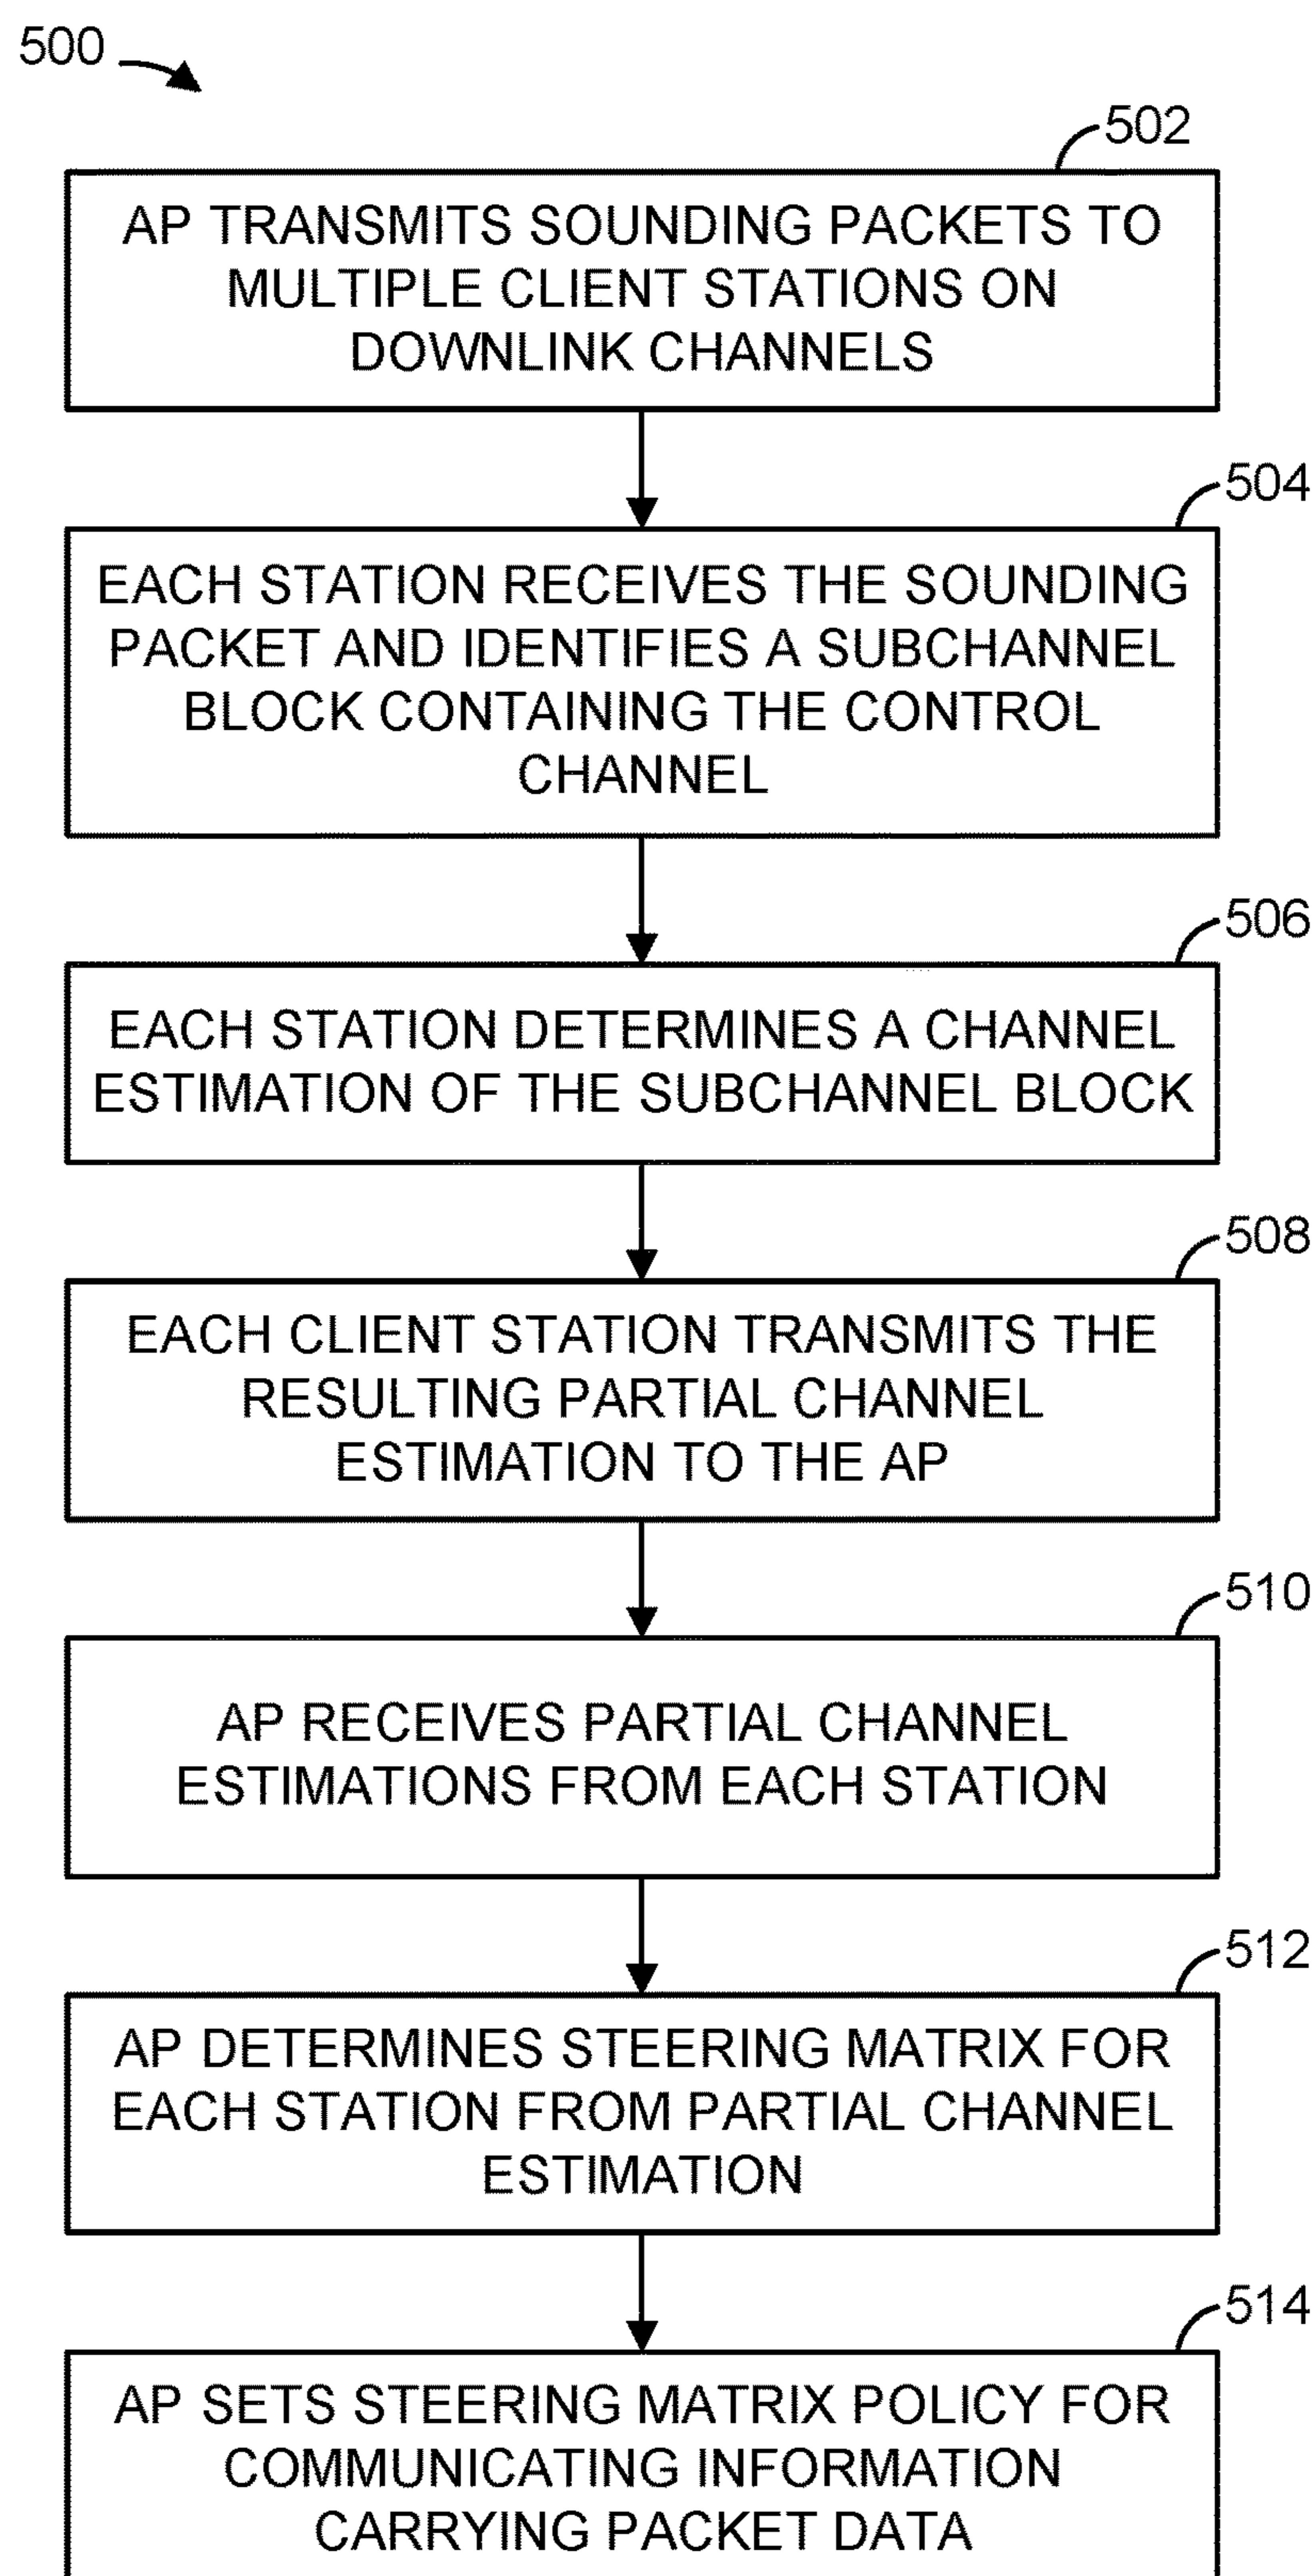 500
502
AP TRANSMITS SOUNDING PACKETS TO
MULTIPLE CLIENT STATIONS ON
DOWNLINK CHANNELS
504
EACH STATION RECEIVES THE SOUNDING
PACKET AND IDENTIFIES A SUBCHANNEL
BLOCK CONTAINING THE CONTROL
CHANNEL
506
EACH STATION DETERMINES A CHANNEL
ESTIMATION OF THE SUBCHANNEL BLOCK
508
EACH CLIENT STATION TRANSMITS THE
RESULTING PARTIAL CHANNEL
ESTIMATION TO THE AP
510
AP RECEIVES PARTIAL CHANNEL
ESTIMATIONS FROM EACH STATION
512
AP DETERMINES STEERING MATRIX FOR
EACH STATION FROM PARTIAL CHANNEL
ESTIMATION
514
AP SETS STEERING MATRIX POLICY FOR
COMMUNICATING INFORMATION
CARRYING PACKET DATA